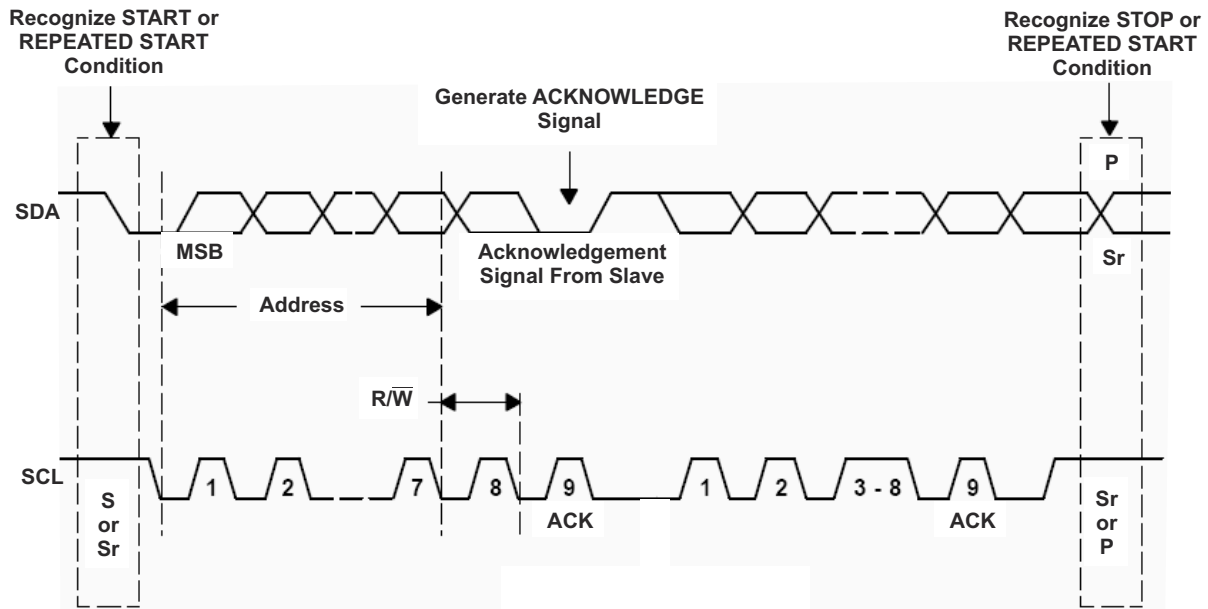 Recognize START or
REPEATED START
Condition
Recognize STOP or
REPEATED START
Condition
Generate ACKNOWLEDGE
Signal
P
SDA
MSB
Acknowledgement
Signal From Slave
Sr
Address
R/W̅
SCL
1
2
7
8
9
1
2
3 - 8
9
ACK
ACK
S
or
Sr
Sr
or
P